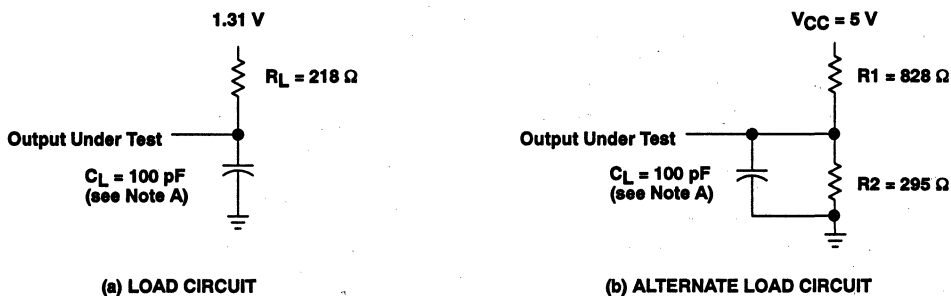 1.31 V
R_L = 218 Ω
Output Under Test
C_L = 100 pF
(see Note A)
(a) LOAD CIRCUIT
V_CC = 5 V
R1 = 828 Ω
Output Under Test
C_L = 100 pF
(see Note A)
R2 = 295 Ω
(b) ALTERNATE LOAD CIRCUIT